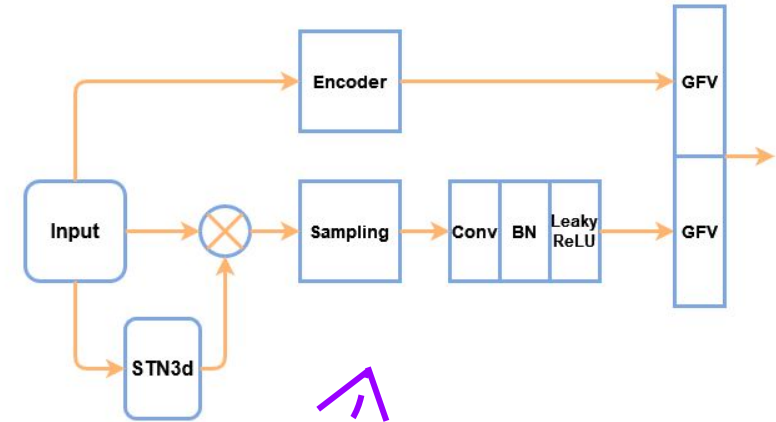 Encoder
GFV
Input
Sampling
Conv
BN
Leaky
ReLU
GFV
STN3d